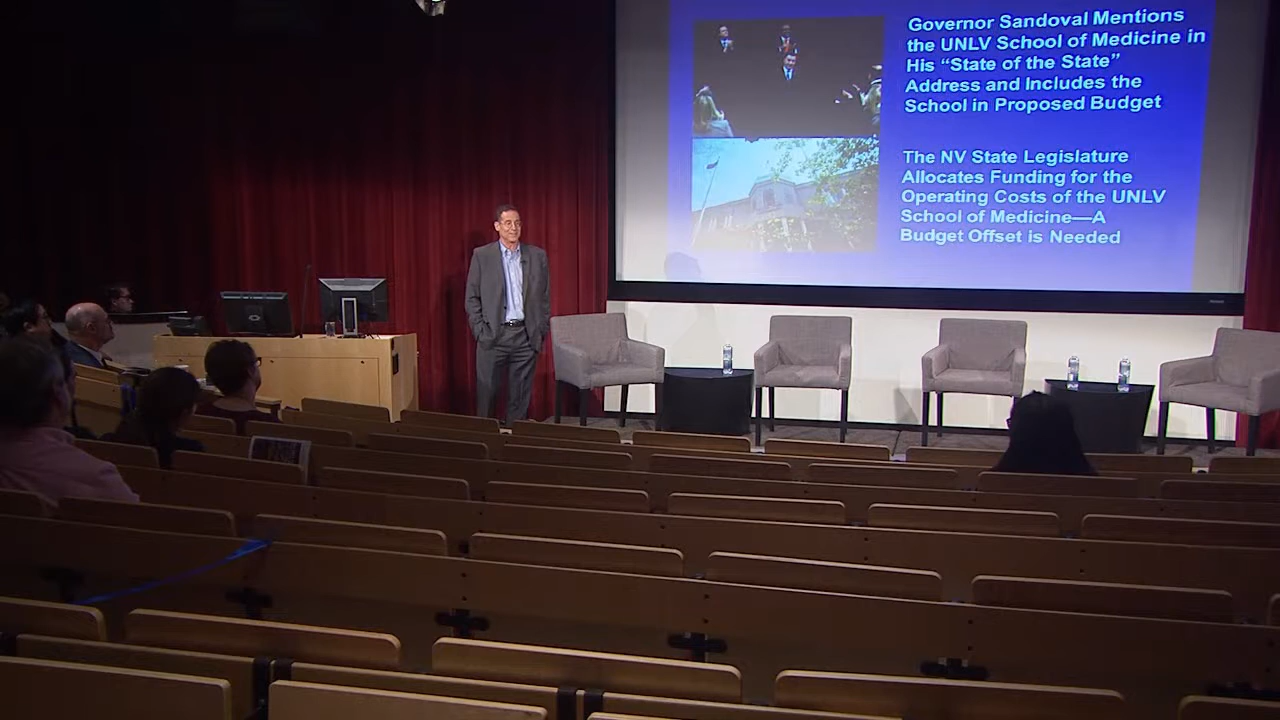 Governor Sandoval Mentions
the UNLV School of Medicine in
His “State of the State”
Address and Includes the
School in Proposed Budget
The NV State Legislature
Allocates Funding for the
Operating Costs of the UNLV
School of Medicine—A
Budget Offset is Needed